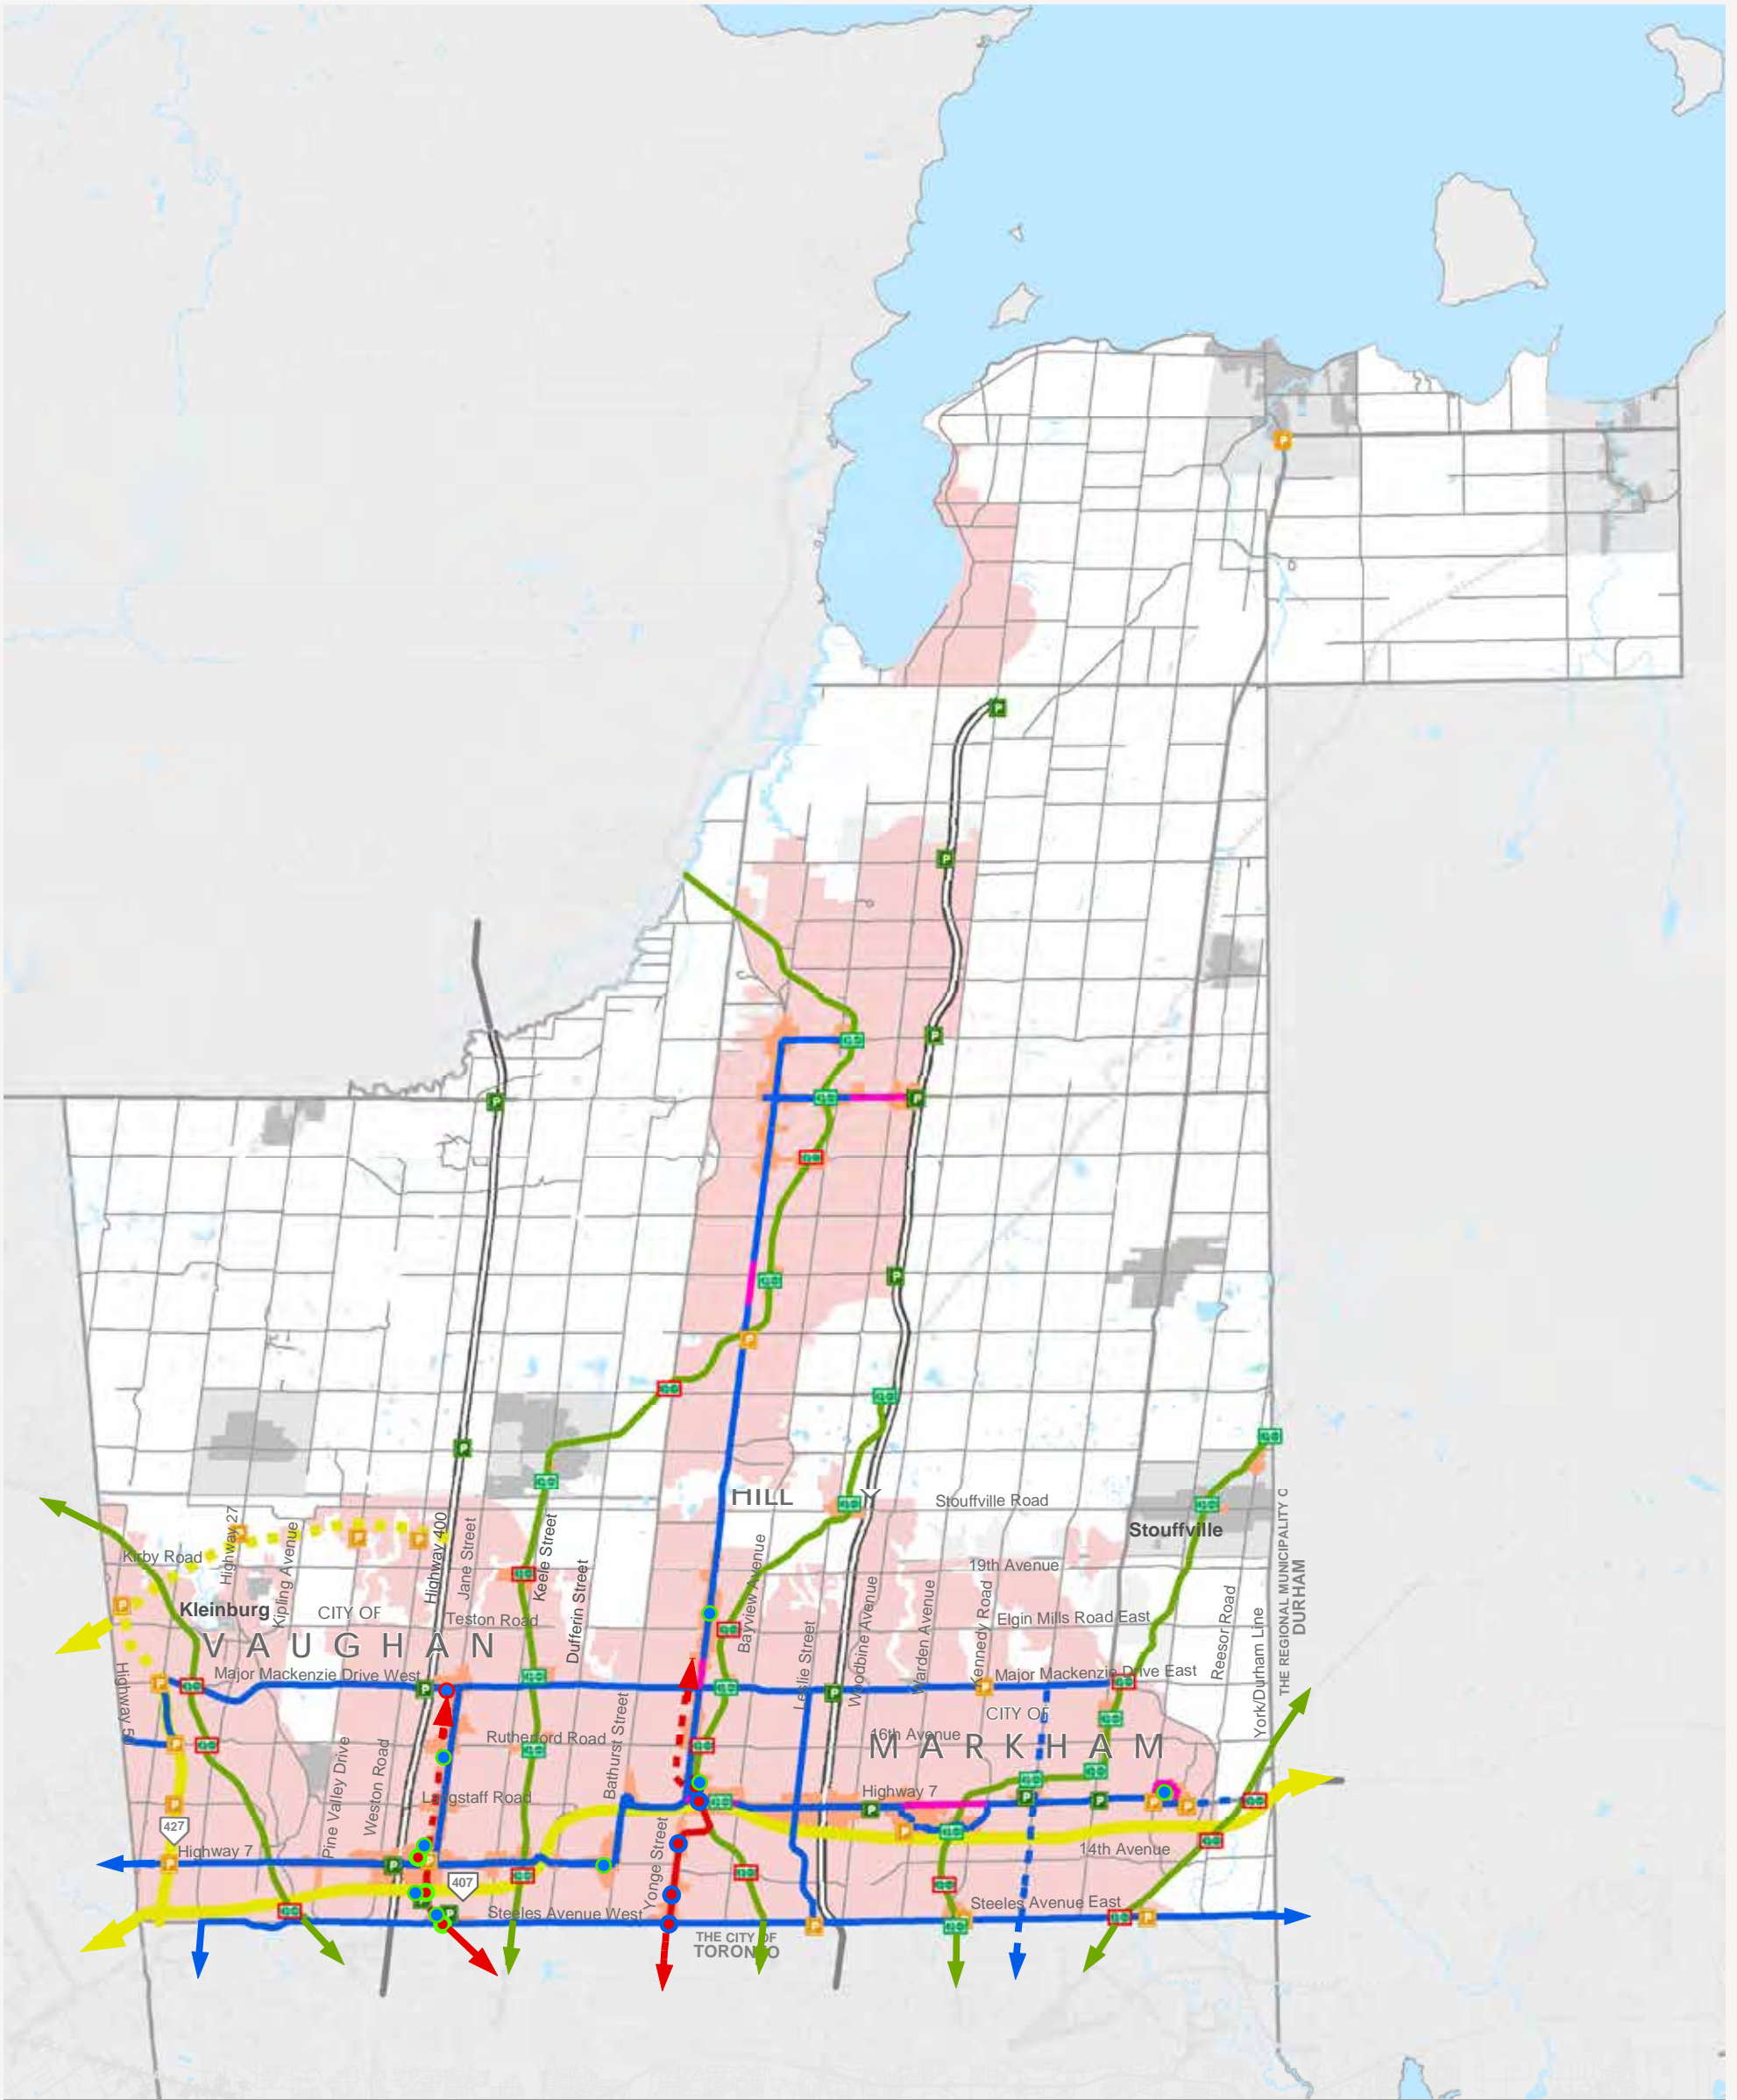 HILL
Y
Stouffville Road
Stouffville
Kirby Road
Highway 27
Kipling Avenue
Highway 400
Jane Street
Keele Street
Dufferin Street
Bayview Avenue
19th Avenue
Kleinburg
CITY OF
VAUGHAN
Teston Road
Elgin Mills Road East
Leslie Street
Woodbine Avenue
Warden Avenue
Kennedy Road
Reesor Road
York/Durham Line
THE REGIONAL MUNICIPALITY O
DURHAM
Major Mackenzie Drive West
Major Mackenzie Drive East
Highway 50
CITY OF
MARKHAM
16th Avenue
Rutherford Road
Bathurst Street
Pine Valley Drive
Weston Road
Langstaff Road
Highway 7
427
Highway 7
14th Avenue
Yonge Street
407
Steeles Avenue West
Steeles Avenue East
THE CITY OF
TORONTO
P